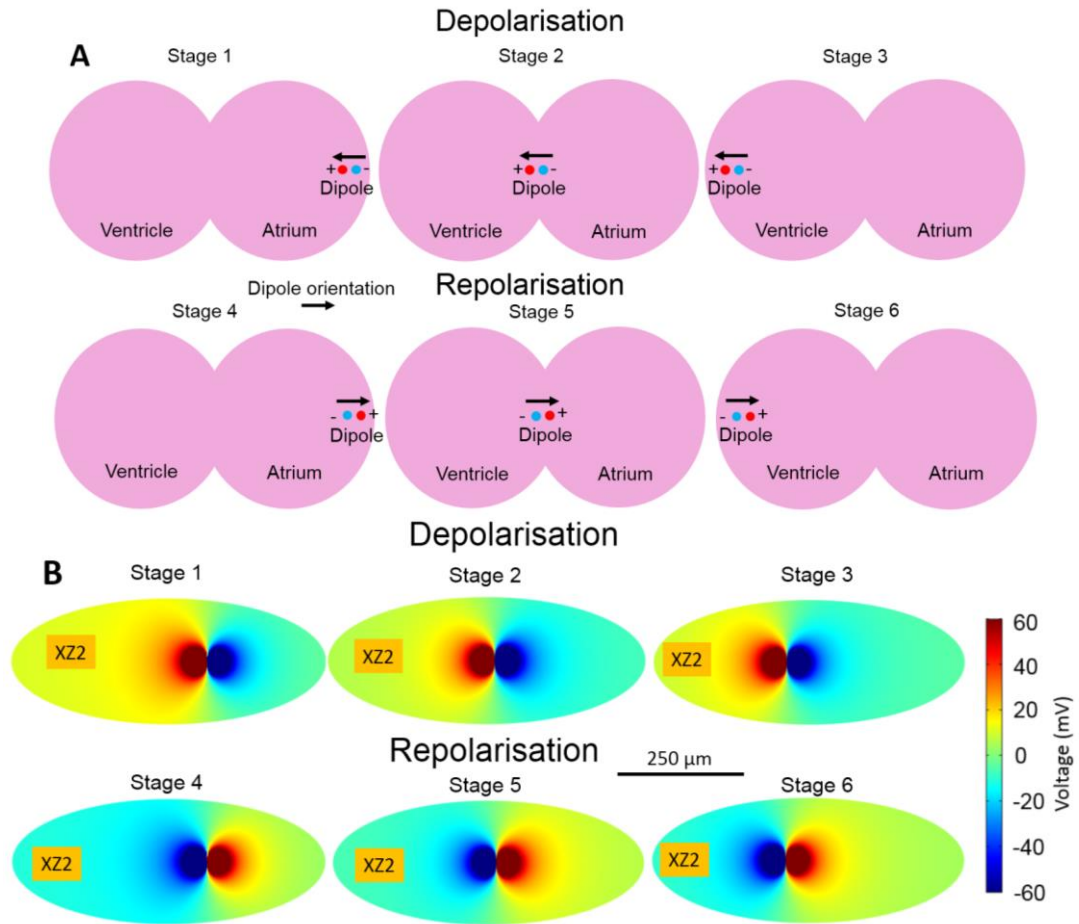 Depolarisation
A
Stage 1 Stage 2 Stage 3
+ - + - + -
Dipole Dipole Dipole
Ventricle Atrium Ventricle Atrium Ventricle Atrium
Repolarisation
Dipole orientation
Stage 4 Stage 5 Stage 6
- + - + - +
Dipole Dipole Dipole
Ventricle Atrium Ventricle Atrium Ventricle Atrium
Depolarisation
B
Stage 1 Stage 2 Stage 3
XZ2 XZ2 XZ2
Repolarisation
250 µm
Stage 4 Stage 5 Stage 6
XZ2 XZ2 XZ2
60
40
20
0
-20
-40
-60
Voltage (mV)